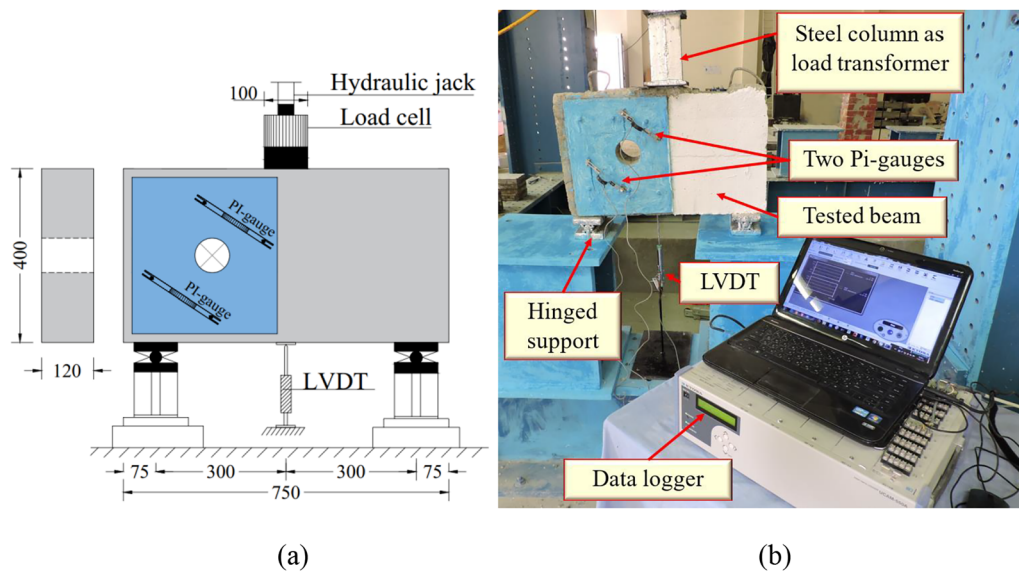 100
Hydraulic jack
Load cell
PI-gauge
PI-gauge
400
120
LVDT
75
300
300
75
750
(a)
Steel column as
load transformer
Two Pi-gauges
Tested beam
LVDT
Hinged
support
Data logger
(b)